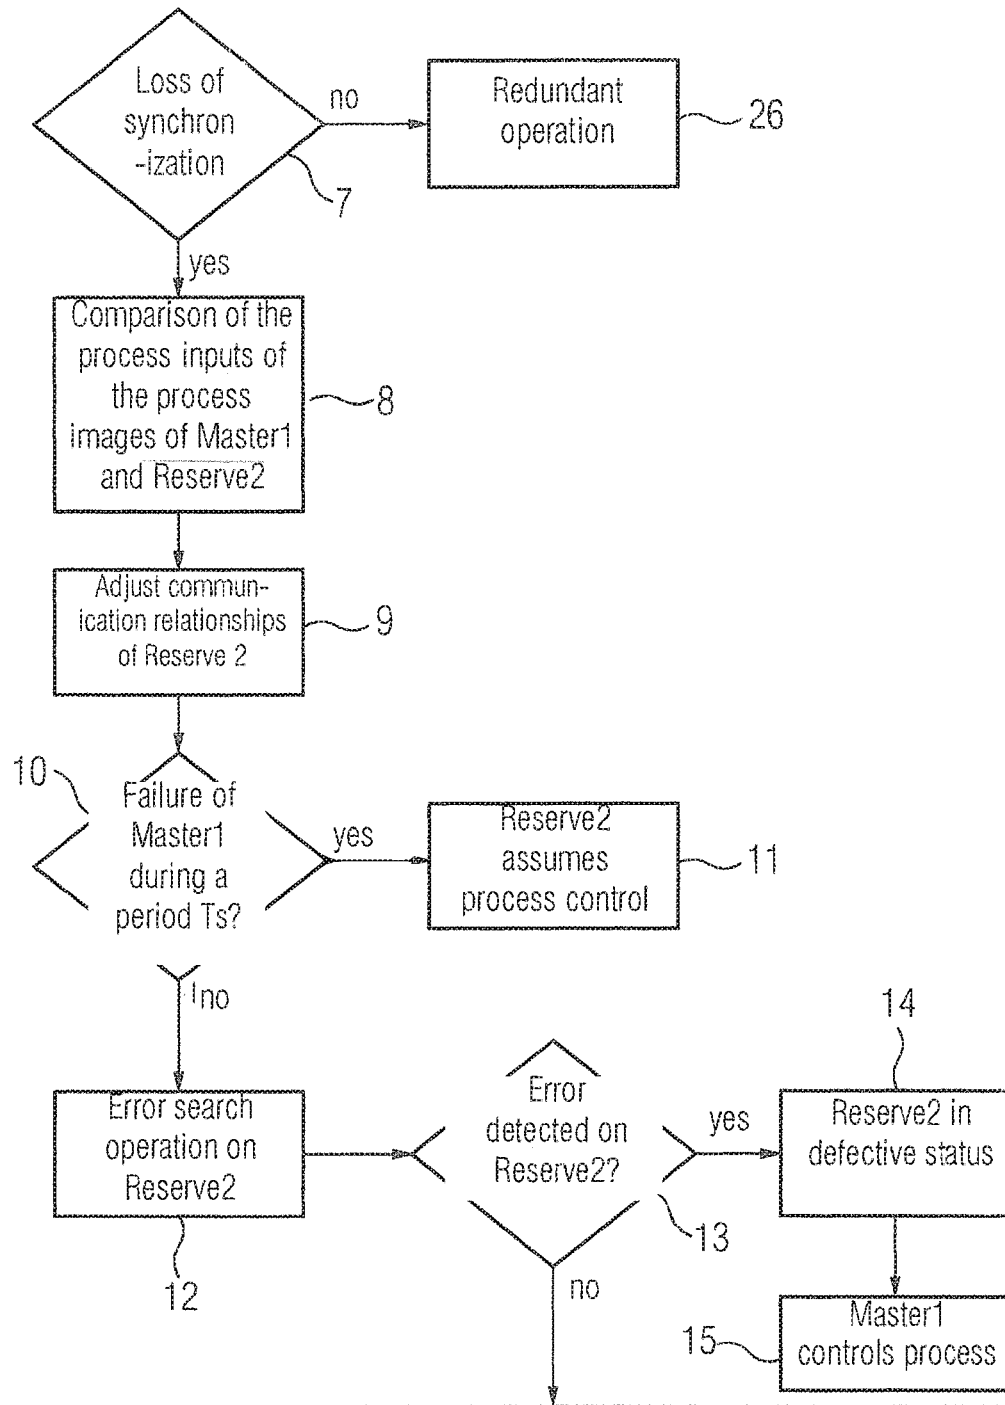 Loss of
synchron
-ization
no
Redundant
operation
26
7
yes
Comparison of the
process inputs of
the process
images of Master1
and Reserve2
8
Adjust commun-
ication relationships
of Reserve 2
9
10
Failure of
Master1
during a
period Ts?
yes
Reserve2
assumes
process control
11
no
Error search
operation on
Reserve2
12
Error
detected on
Reserve2?
yes
13
no
14
Reserve2 in
defective status
15
Master1
controls process